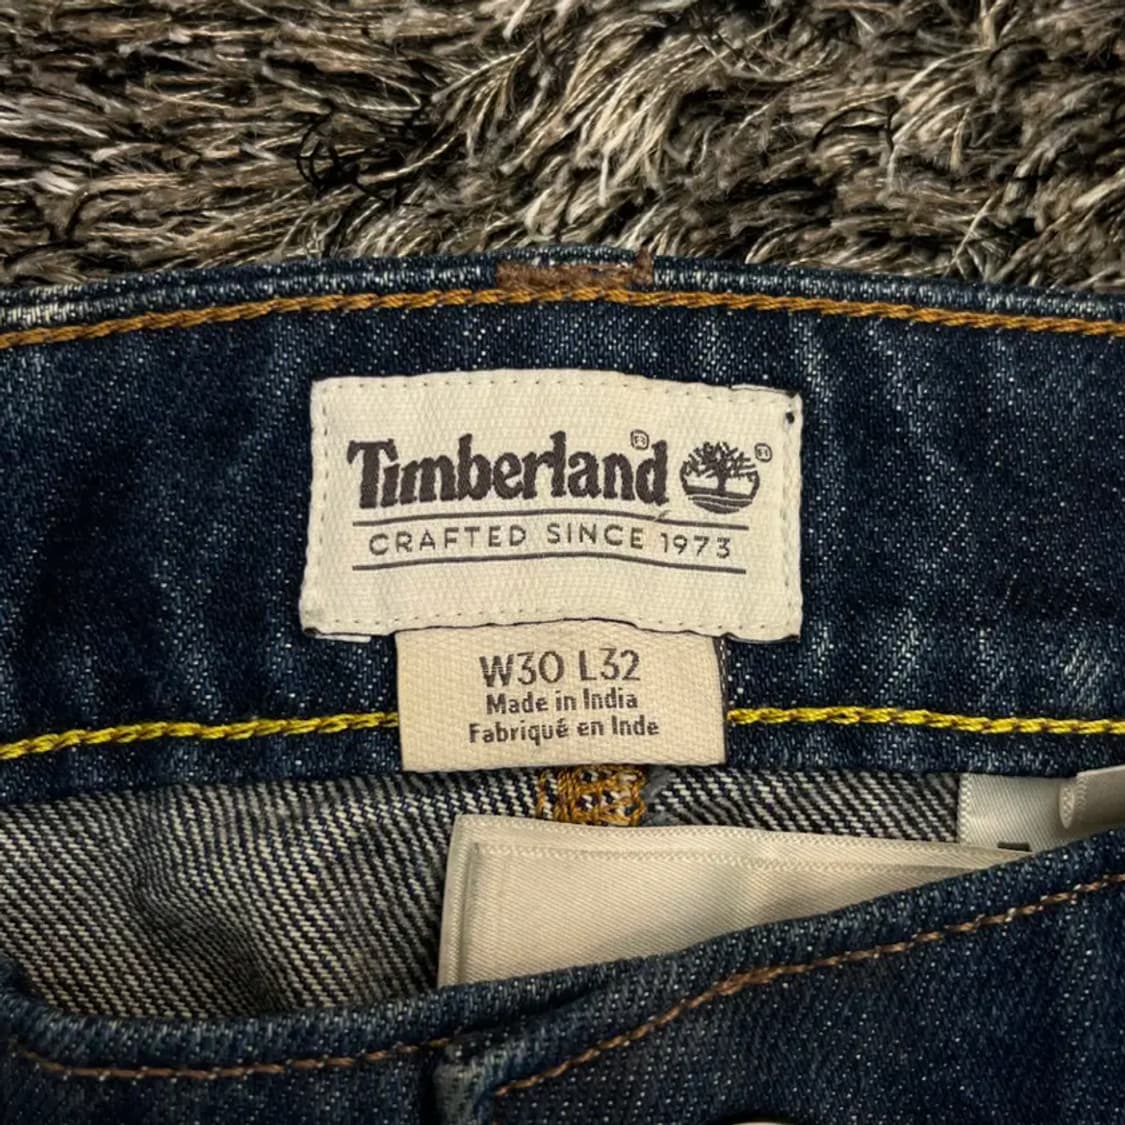 Timberland®
®
CRAFTED SINCE 1973
W30 L32
Made in India
Fabriqué en Inde